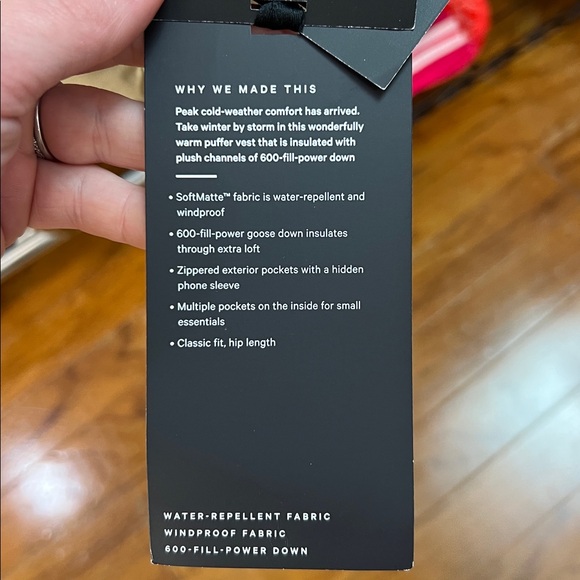 WHY WE MADE THIS
Peak cold-weather comfort has arrived.
Take winter by storm in this wonderfully
warm puffer vest that is insulated with
plush channels of 600-fill-power down
• SoftMatte™ fabric is water-repellent and
windproof
• 600-fill-power goose down insulates
through extra loft
• Zippered exterior pockets with a hidden
phone sleeve
• Multiple pockets on the inside for small
essentials
• Classic fit, hip length
WATER-REPELLENT FABRIC
WINDPROOF FABRIC
600-FILL-POWER DOWN